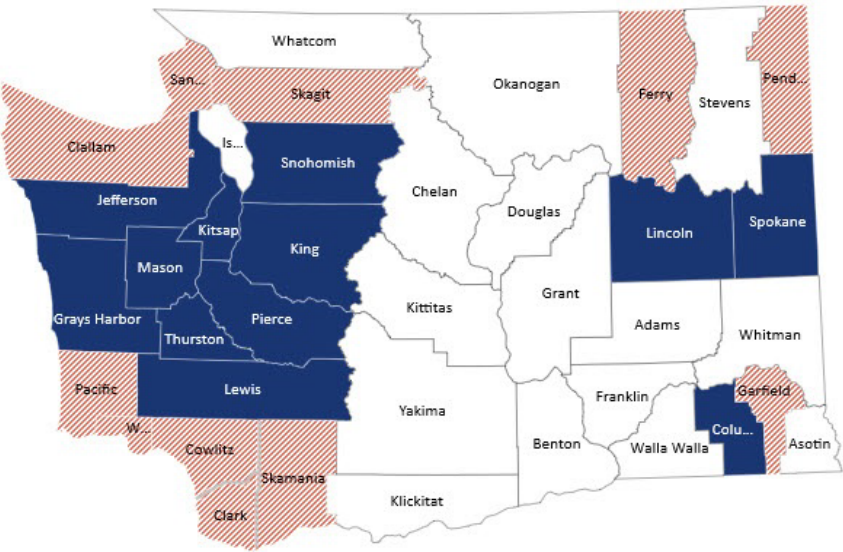 Whatcom
San...
Skagit
Okanogan
Ferry
Pend...
Stevens
Clallam
Is...
Snohomish
Chelan
Jefferson
Douglas
Kitsap
Lincoln
Spokane
King
Mason
Grant
Kittitas
Grays Harbor
Pierce
Adams
Thurston
Whitman
Pacific
Lewis
Yakima
Franklin
Garfield
W...
Colu...
Cowlitz
Benton
Walla Walla
Asotin
Skamania
Klickitat
Clark